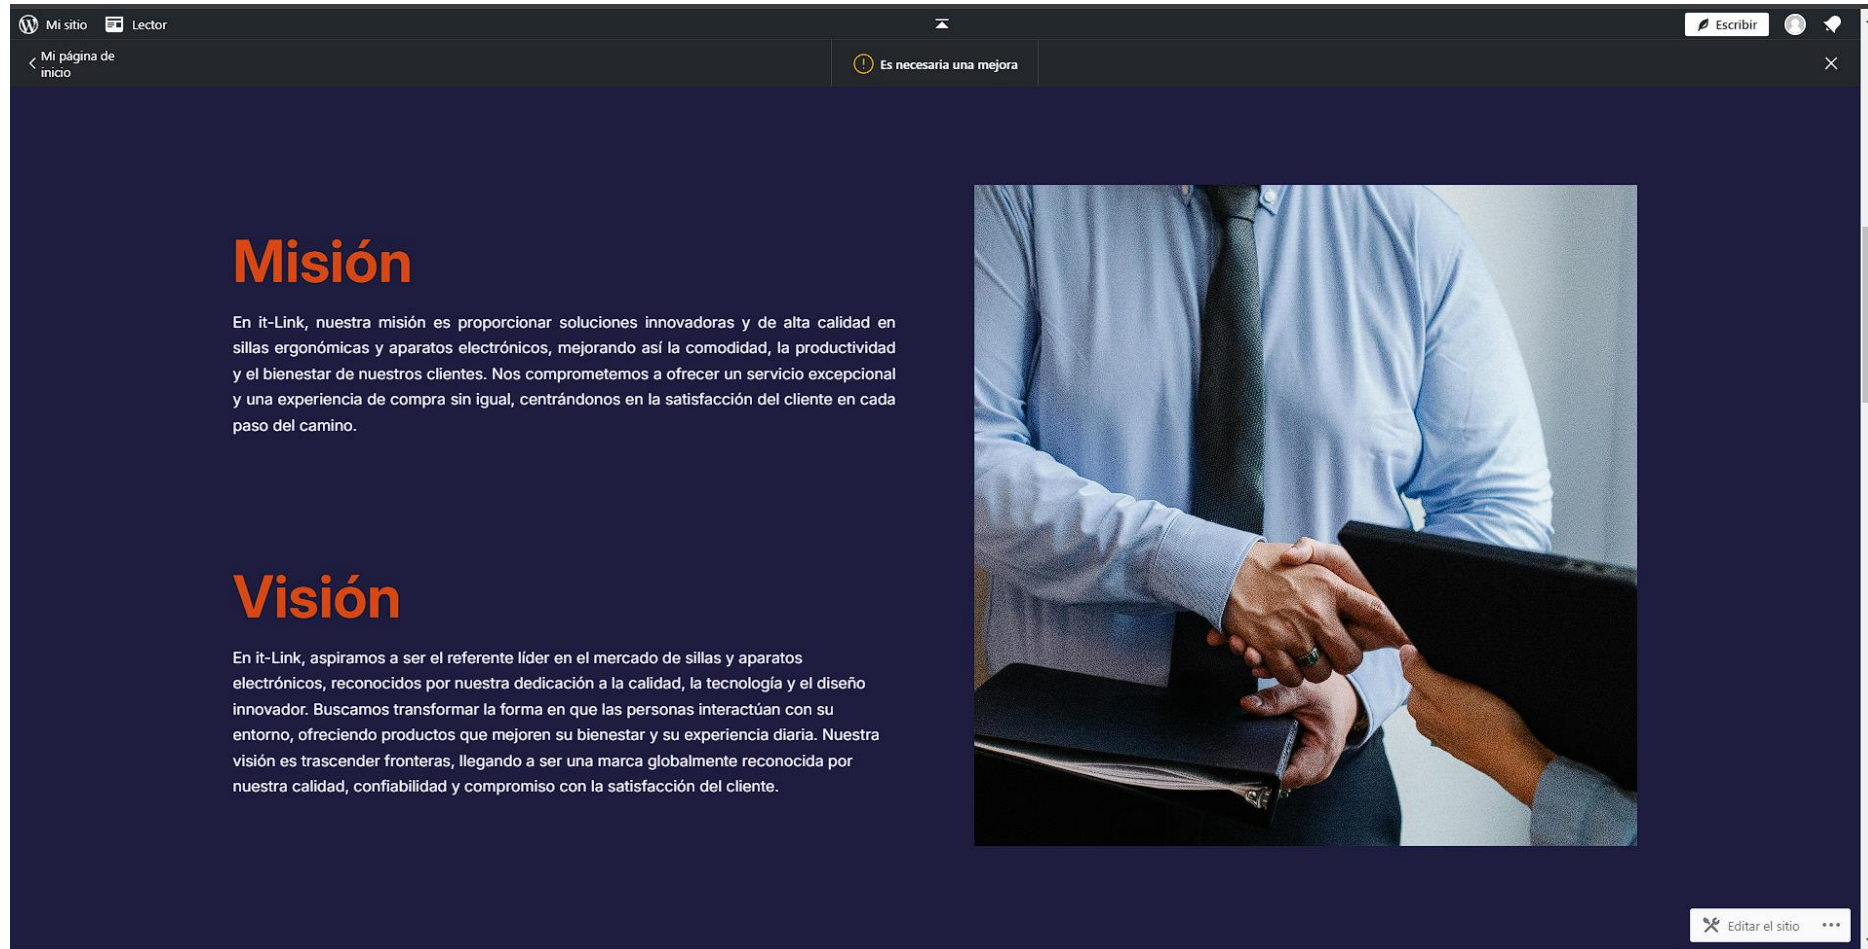 Mi sitio
Lector
Escribir
Mi página de
inicio
Es necesaria una mejora
Misión
En it-Link, nuestra misión es proporcionar soluciones innovadoras y de alta calidad en
sillas ergonómicas y aparatos electrónicos, mejorando así la comodidad, la productividad
y el bienestar de nuestros clientes. Nos comprometemos a ofrecer un servicio excepcional
y una experiencia de compra sin igual, centrándonos en la satisfacción del cliente en cada
paso del camino.
Visión
En it-Link, aspiramos a ser el referente líder en el mercado de sillas y aparatos
electrónicos, reconocidos por nuestra dedicación a la calidad, la tecnología y el diseño
innovador. Buscamos transformar la forma en que las personas interactúan con su
entorno, ofreciendo productos que mejoren su bienestar y su experiencia diaria. Nuestra
visión es trascender fronteras, llegando a ser una marca globalmente reconocida por
nuestra calidad, confiabilidad y compromiso con la satisfacción del cliente.
Editar el sitio